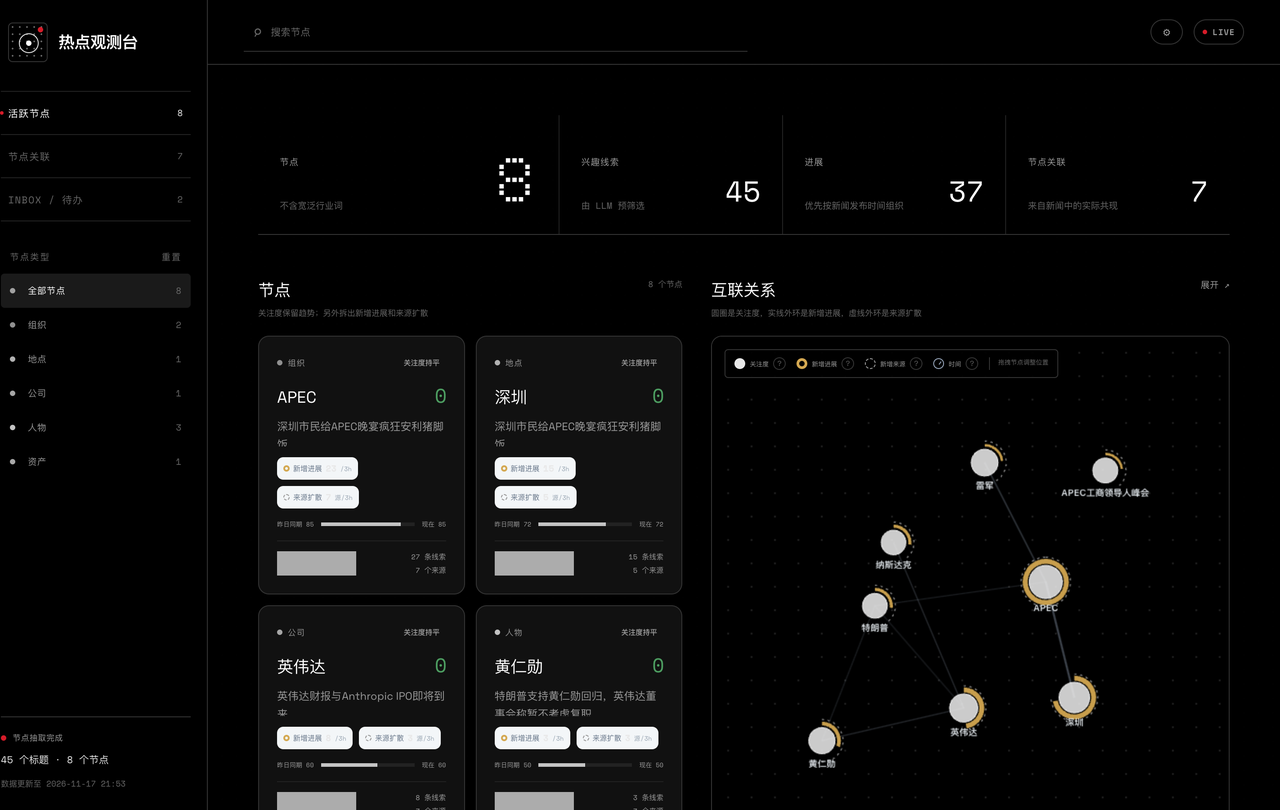 热点观测台
搜索节点
LIVE
活跃节点 8
节点关联 7
INBOX / 待办 2
节点类型 重置
全部节点 8
组织 2
地点 1
公司 1
人物 3
资产 1
节点抽取完成
45 个标题 · 8 个节点
数据更新至 2026-11-17 21:53
节点
8
不含宽泛行业词
兴趣线索
45
由 LLM 预筛选
进展
37
优先按新闻发布时间组织
节点关联
7
来自新闻中的实际共现
节点
8 个节点
关注度保留趋势; 另外拆出新增进展和来源扩散
组织 关注度持平
APEC 0
深圳市民给APEC晚宴疯狂安利猪脚
饭
新增进展 /3h
来源扩散 源/3h
昨日同期 85 现在 85
27 条线索
7 个来源
地点 关注度持平
深圳 0
深圳市民给APEC晚宴疯狂安利猪脚
饭
新增进展 /3h
来源扩散 源/3h
昨日同期 72 现在 72
15 条线索
5 个来源
公司 关注度持平
英伟达 0
英伟达财报与Anthropic IPO即将到
来
新增进展 /3h
来源扩散 源/3h
昨日同期 60 现在 60
8 条线索
人物 关注度持平
黄仁勋 0
特朗普支持黄仁勋回归, 英伟达董
事会称暂不考虑复职
新增进展 /3h
来源扩散 源/3h
昨日同期 50 现在 50
3 条线索
互联关系
展开 ↗
圆圈是关注度, 实线外环是新增进展, 虚线外环是来源扩散
关注度 ? 新增进展 ? 新增来源 ? 时间 ? 拖拽节点调整位置
雷军
APEC工商领导人峰会
纳斯达克
APEC
特朗普
深圳
英伟达
黄仁勋